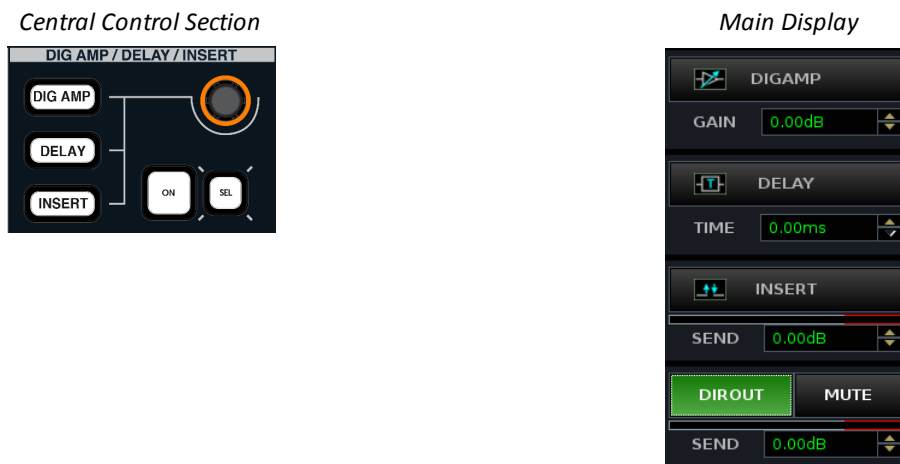 Central Control Section
DIG AMP / DELAY / INSERT
DIG AMP
DELAY
INSERT
ON
SEL
Main Display
DIGAMP
GAIN 0.00dB
T DELAY
TIME 0.00ms
INSERT
SEND 0.00dB
DIROUT MUTE
SEND 0.00dB